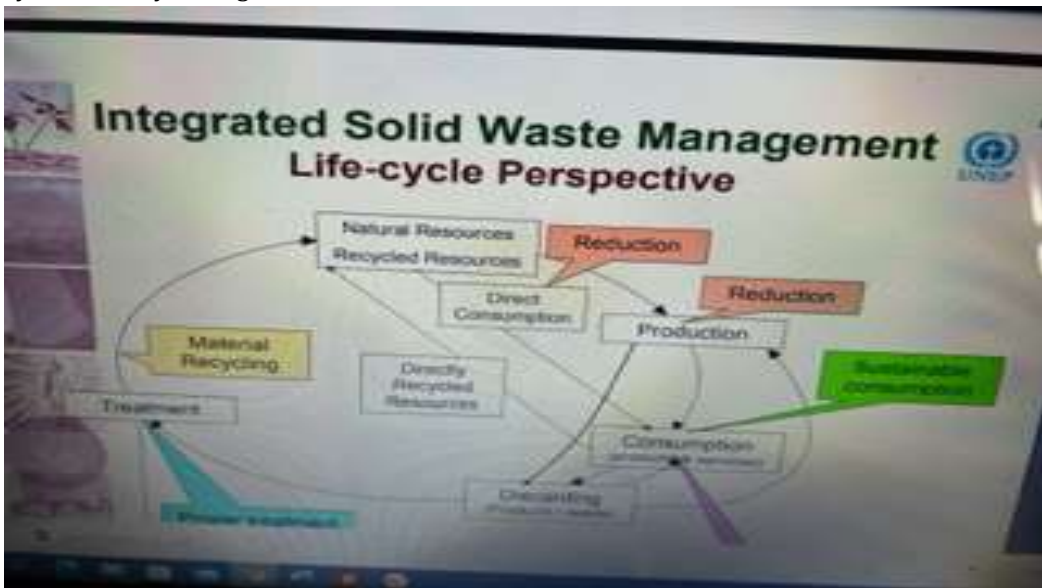 Integrated Solid Waste Management
Life-cycle Perspective
UNEP
Natural Resources
Recycled Resources
Reduction
Direct
Consumption
Reduction
Production
Material
Recycling
Directly
Recycled
Resources
Sustainable
consumption
Treatment
Consumption
Discarding
treatment